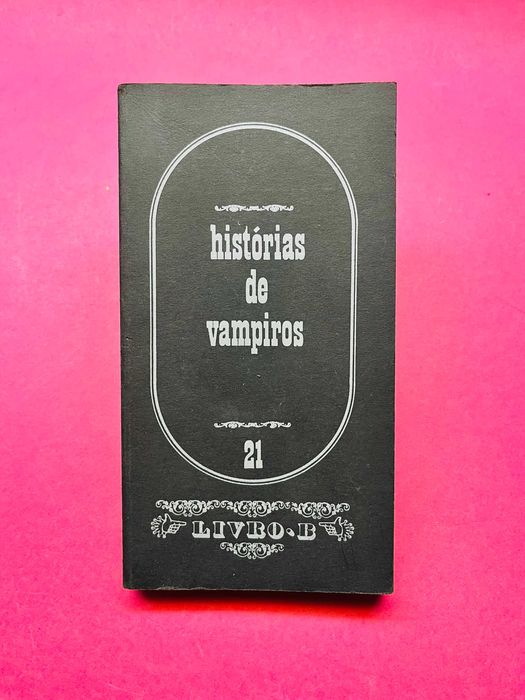 histórias
de
vampiros
21
LIVRO-B